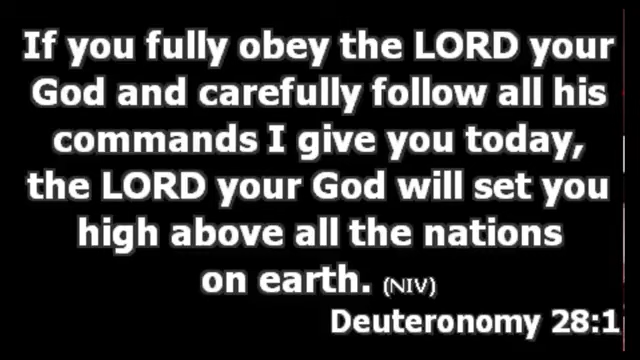 If you fully obey the LORD your
God and carefully follow all his
commands I give you today,
the LORD your God will set you
high above all the nations
on earth. (NIV)
Deuteronomy 28:1